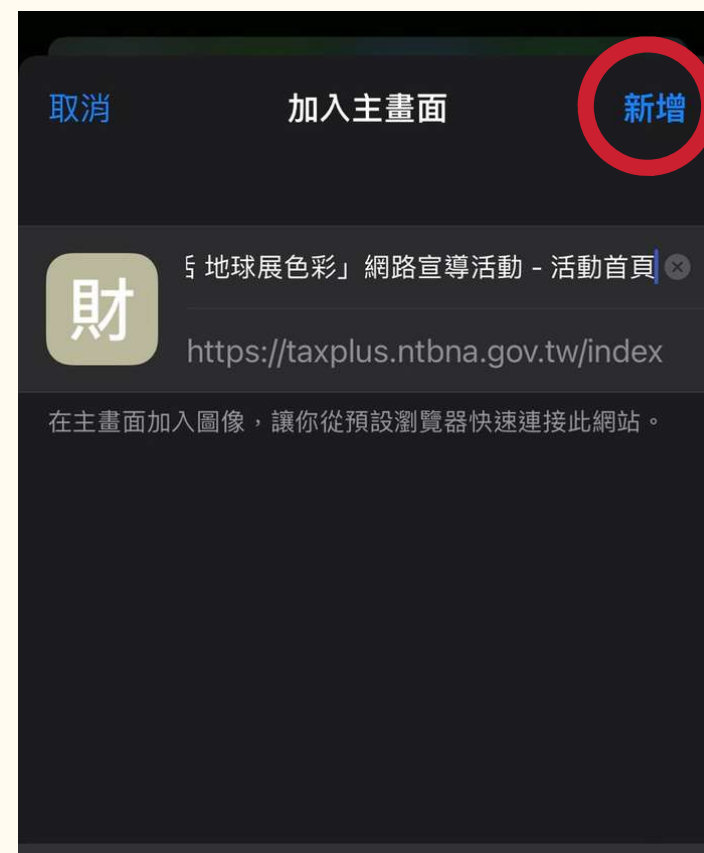 取消 加入主畫面 新增
財
地球展色彩」網路宣導活動 - 活動首頁
https://taxplus.ntbna.gov.tw/index
在主畫面加入圖像，讓你從預設瀏覽器快速連接此網站。